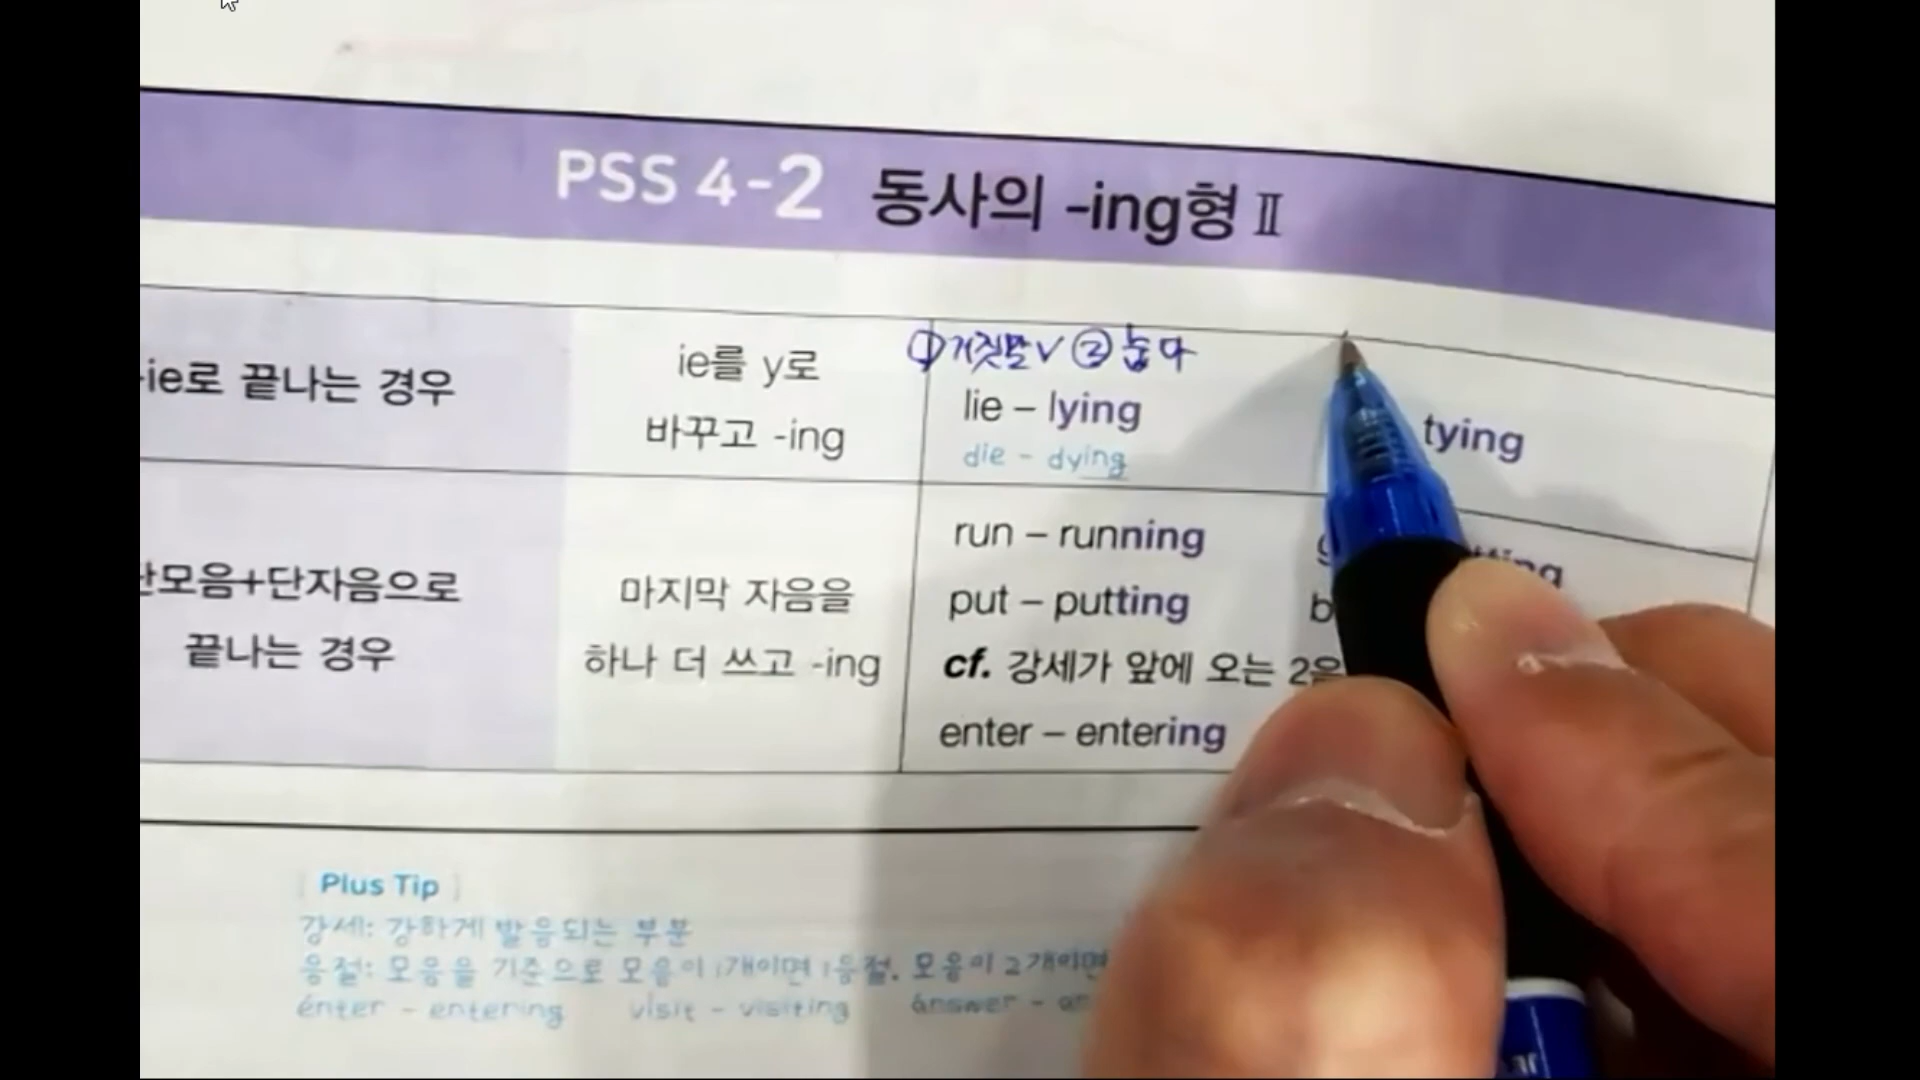 PSS 4-2 동사의 -ing형 Ⅱ
-ie로 끝나는 경우
ie를 y로
바꾸고 -ing
①거짓말V ②눕다
lie – lying
tying
die - dying
단모음+단자음으로
끝나는 경우
마지막 자음을
하나 더 쓰고 -ing
run – running
put – putting
cf. 강세가 앞에 오는 2음
enter – entering
Plus Tip
강세: 강하게 발음되는 부분
음절: 모음을 기준으로 모음이 1개이면 1음절. 모음이 2개이면
énter - entering vísit - visiting ánswer -